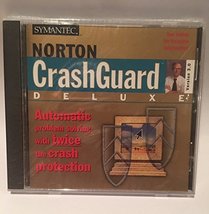 SYMANTEC.
NORTON
CrashGuard
Version 3.0
DELUXE
Automatic
problem solving
with twice
the crash
protection